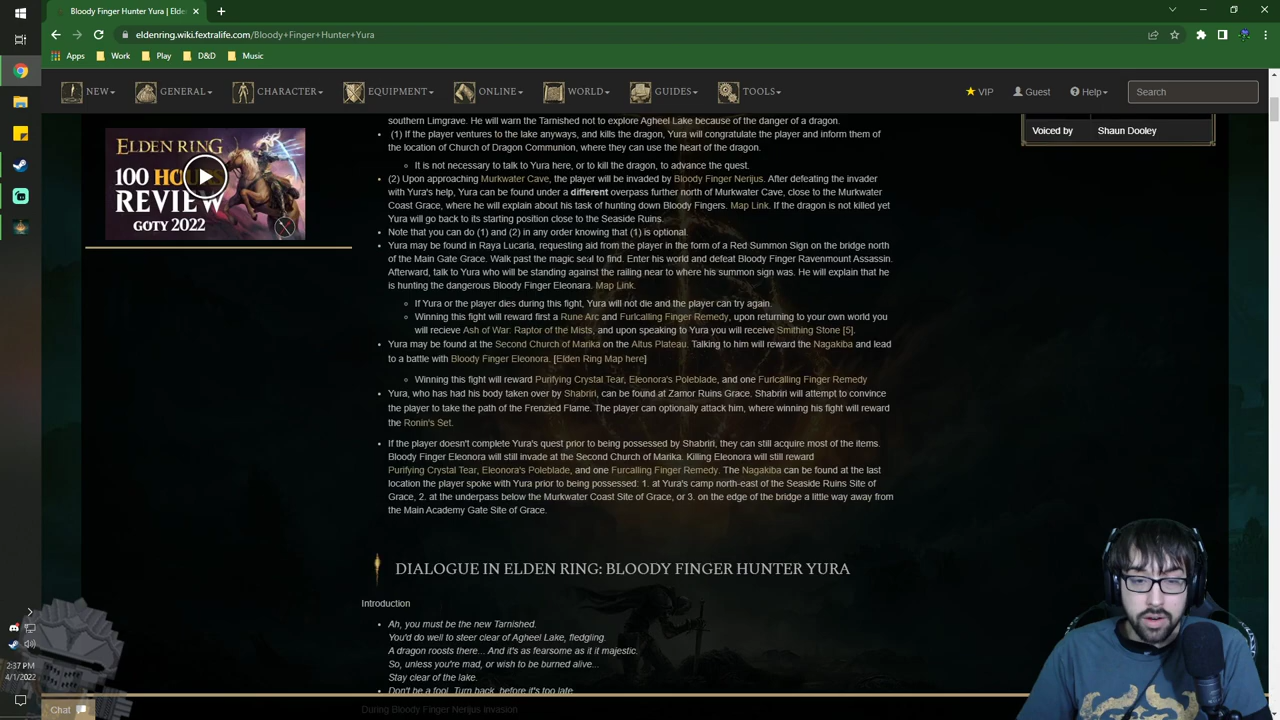 Bloody Finger Hunter Yura | Elde
eldenring.wiki.fextralife.com/Bloody+Finger+Hunter+Yura
Apps Work Play D&D Music
NEW GENERAL CHARACTER EQUIPMENT ONLINE WORLD GUIDES TOOLS VIP Guest Help Search
southern Limgrave. He will warn the Tarnished not to explore Agheel Lake because of the danger of a dragon.
(1) If the player ventures to the lake anyways, and kills the dragon, Yura will congratulate the player and inform them of
the location of Church of Dragon Communion, where they can use the heart of the dragon.
It is not necessary to talk to Yura here, or to kill the dragon, to advance the quest.
(2) Upon approaching Murkwater Cave, the player will be invaded by Bloody Finger Nerijus. After defeating the invader
with Yura's help, Yura can be found under a different overpass further north of Murkwater Cave, close to the Murkwater
Coast Grace, where he will explain about his task of hunting down Bloody Fingers. Map Link. If the dragon is not killed yet
Yura will go back to its starting position close to the Seaside Ruins.
Note that you can do (1) and (2) in any order knowing that (1) is optional.
Yura may be found in Raya Lucaria, requesting aid from the player in the form of a Red Summon Sign on the bridge north
of the Main Gate Grace. Walk past the magic seal to find. Enter his world and defeat Bloody Finger Ravenmount Assassin.
Afterward, talk to Yura who will be standing against the railing near to where his summon sign was. He will explain that he
is hunting the dangerous Bloody Finger Eleonara. Map Link.
If Yura or the player dies during this fight, Yura will not die and the player can try again.
Winning this fight will reward first a Rune Arc and Furlcalling Finger Remedy, upon returning to your own world you
will recieve Ash of War: Raptor of the Mists, and upon speaking to Yura you will receive Smithing Stone [5].
Yura may be found at the Second Church of Marika on the Altus Plateau. Talking to him will reward the Nagakiba and lead
to a battle with Bloody Finger Eleonora. [Elden Ring Map here]
Winning this fight will reward Purifying Crystal Tear, Eleonora's Poleblade, and one Furlcalling Finger Remedy
Yura, who has had his body taken over by Shabriri, can be found at Zamor Ruins Grace. Shabriri will attempt to convince
the player to take the path of the Frenzied Flame. The player can optionally attack him, where winning his fight will reward
the Ronin's Set.
If the player doesn't complete Yura's quest prior to being possessed by Shabriri, they can still acquire most of the items.
Bloody Finger Eleonora will still invade at the Second Church of Marika. Killing Eleonora will still reward
Purifying Crystal Tear, Eleonora's Poleblade, and one Furcalling Finger Remedy. The Nagakiba can be found at the last
location the player spoke with Yura prior to being possessed: 1. at Yura's camp north-east of the Seaside Ruins Site of
Grace, 2. at the underpass below the Murkwater Coast Site of Grace, or 3. on the edge of the bridge a little way away from
the Main Academy Gate Site of Grace.
DIALOGUE IN ELDEN RING: BLOODY FINGER HUNTER YURA
Introduction
Ah, you must be the new Tarnished.
You'd do well to steer clear of Agheel Lake, fledgling.
A dragon roosts there... And it's as fearsome as it it majestic.
So, unless you're mad, or wish to be burned alive...
Stay clear of the lake.
Don't be a fool. Turn back, before it's too late.
During Bloody Finger Nerijus invasion
ELDEN RING
100 HO
REVIEW
GOTY 2022
Voiced by Shaun Dooley
2:37 PM
4/1/2022
Chat